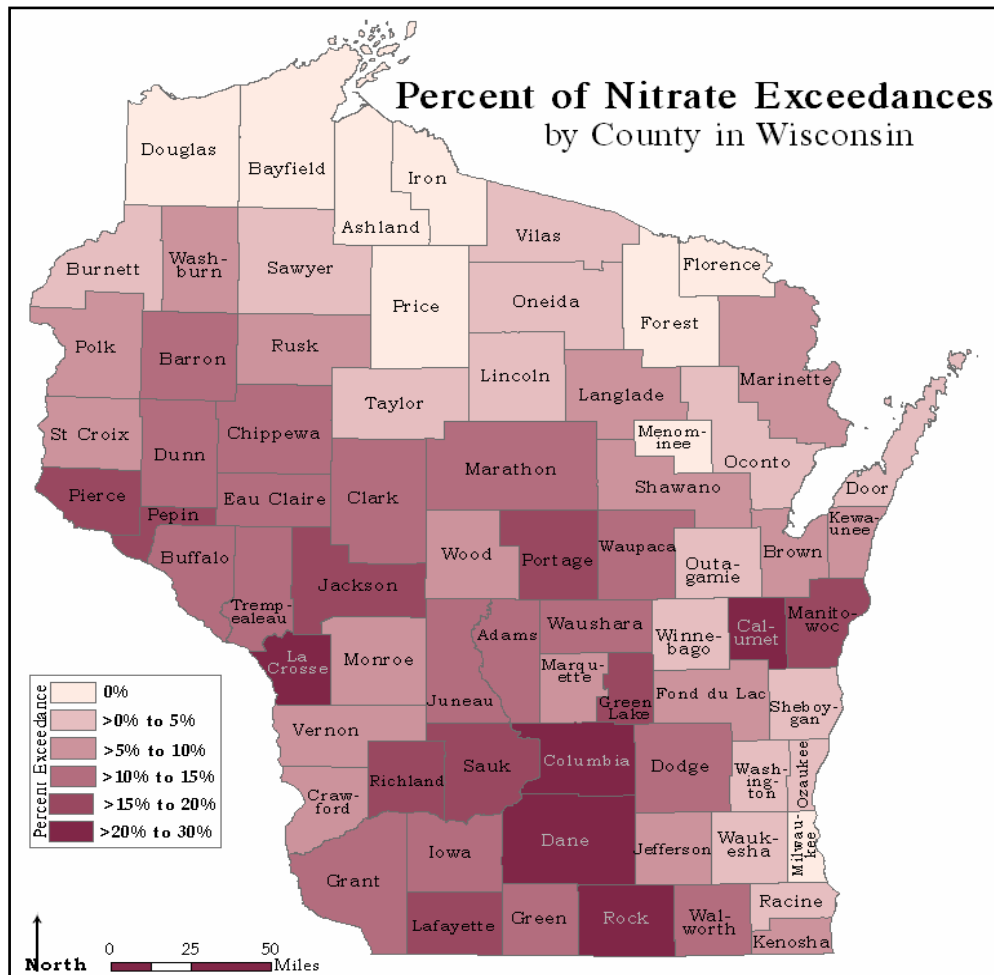 Percent of Nitrate Exceedances
by County in Wisconsin
Douglas
Bayfield
Iron
Ashland
Vilas
Florence
Burnett
Wash-
burn
Sawyer
Price
Oneida
Forest
Polk
Barron
Rusk
Lincoln
Langlade
Marinette
Taylor
St Croix
Chippewa
Menom-
inee
Oconto
Dunn
Marathon
Shawano
Door
Pierce
Eau Claire
Clark
Pepin
Kewa-
unee
Buffalo
Wood
Portage
Waupaca
Outa-
gamie
Brown
Jackson
Tremp-
ealeau
Adams
Waushara
Winne-
bago
Cal-
umet
Manito-
woc
La
Crosse
Monroe
Marqu-
ette
Juneau
Green
Lake
Fond du Lac
Sheboy-
gan
Vernon
Richland
Sauk
Columbia
Dodge
Wash-
ington
Ozaukee
Craw-
ford
Iowa
Dane
Jefferson
Wauk-
esha
Milwau-
kee
Grant
Lafayette
Green
Rock
Wal-
worth
Racine
Kenosha
Percent Exceedance
0%
>0% to 5%
>5% to 10%
>10% to 15%
>15% to 20%
>20% to 30%
North
0 25 50
Miles